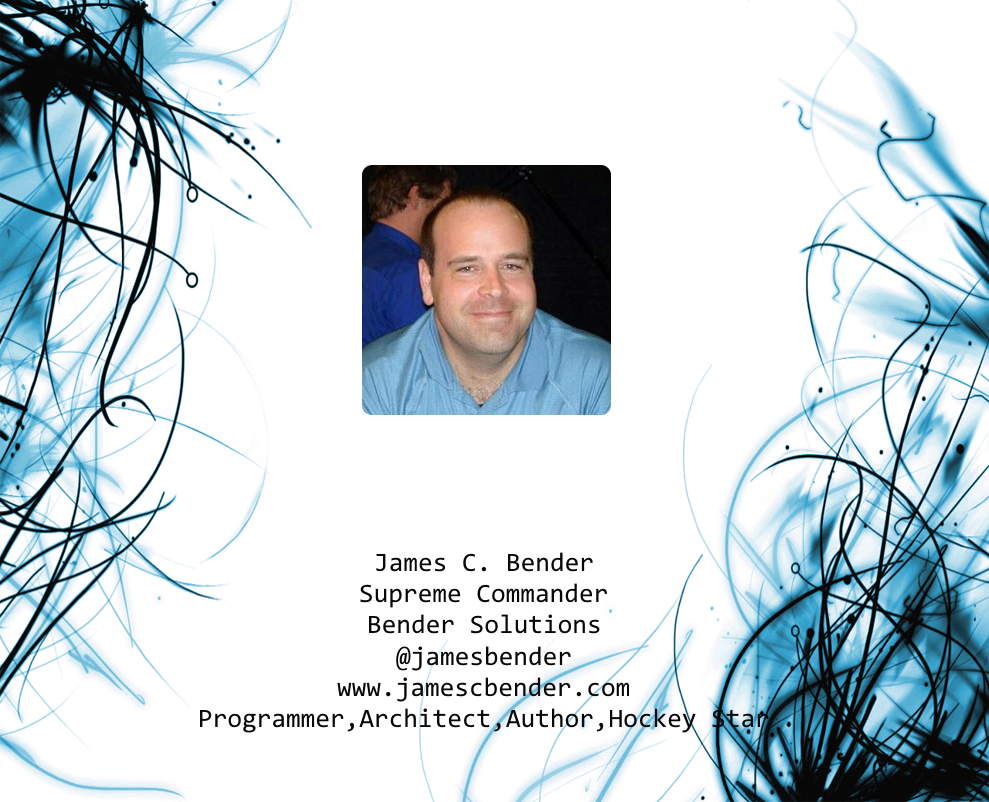 James C. Bender
Supreme Commander
Bender Solutions
@jamesbender
www.jamescbender.com
Programmer,Architect,Author,Hockey Star